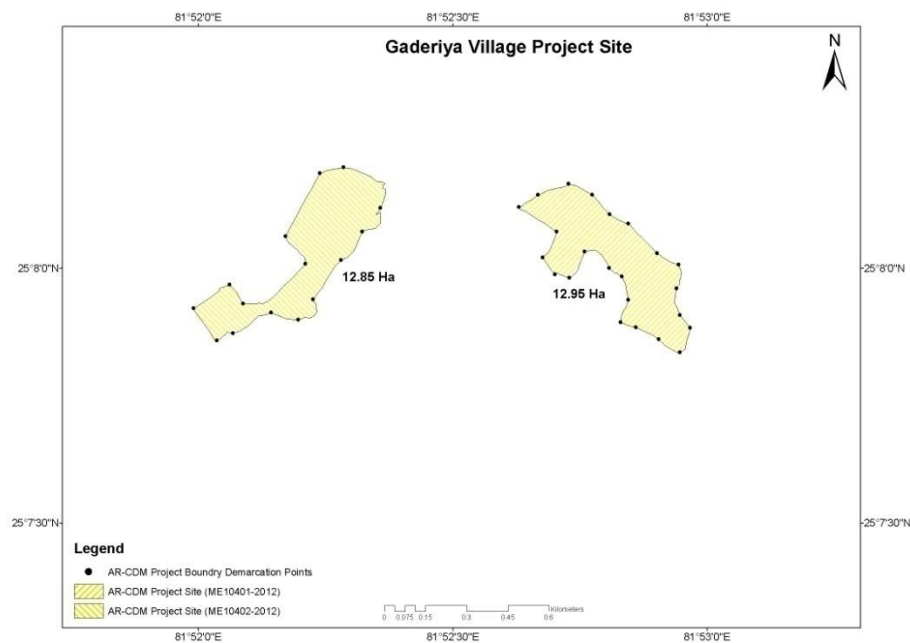 81°52'0"E 81°52'30"E 81°53'0"E
Gaderiya Village Project Site
N
25°8'0"N 25°8'0"N
12.85 Ha
12.95 Ha
25°7'30"N 25°7'30"N
Legend
AR-CDM Project Boundry Demarcation Points
AR-CDM Project Site (ME10401-2012)
AR-CDM Project Site (ME10402-2012)
Kilometers
0 0.075 0.15 0.3 0.45 0.6
81°52'0"E 81°52'30"E 81°53'0"E